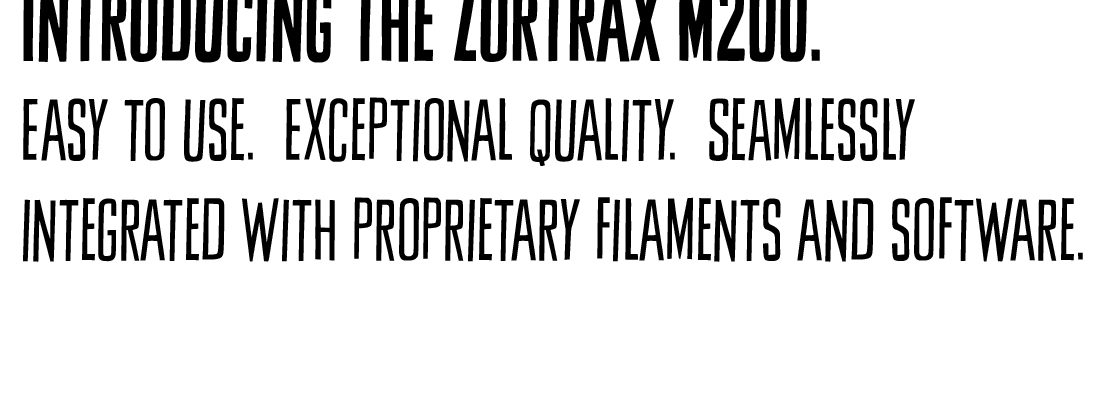 INTRODUCING THE ZORTRAX M200.
EASY TO USE.  EXCEPTIONAL QUALITY.  SEAMLESSLY
INTEGRATED WITH PROPRIETARY FILAMENTS AND SOFTWARE.